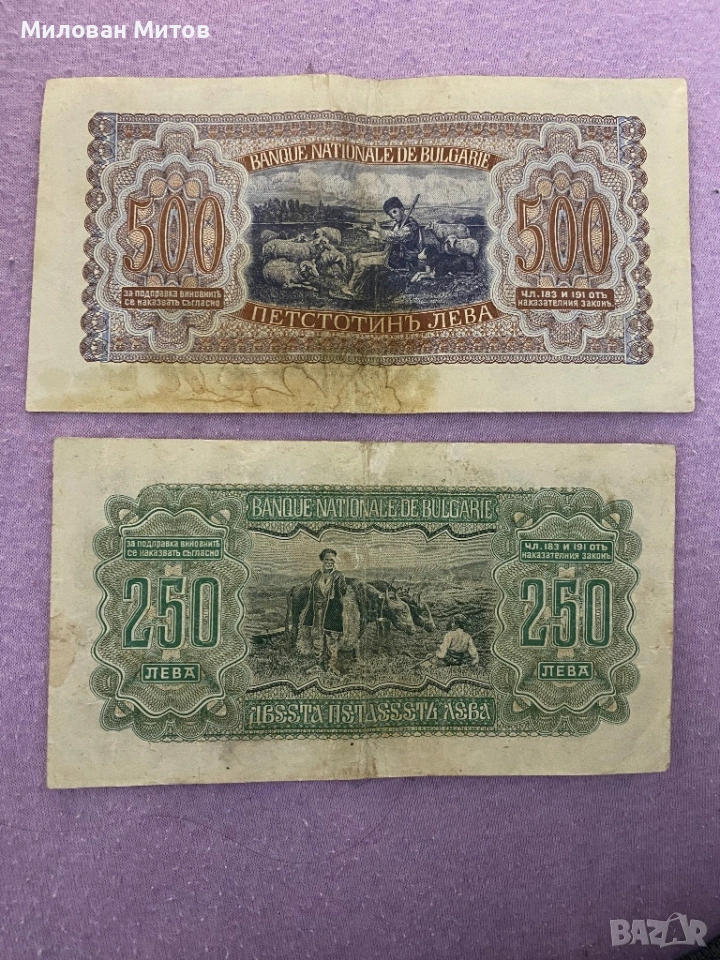 Милован Митов
BANQUE NATIONALE DE BULGARIE
500
500
за подправка виновнитѣ
се наказватъ съгласно
чл. 183 и 191 отъ
наказателния законъ.
ПЕТСТОТИНЪ ЛЕВА
BANQUE NATIONALE DE BULGARIE
за подправка виновнитѣ
се наказватъ съгласно
чл. 183 и 191 отъ
наказателния законъ.
250
250
ЛЕВА
ЛЕВА
ДВЕСТА ПЕТДЕСЕТЬ ЛЕВА
BAZAR